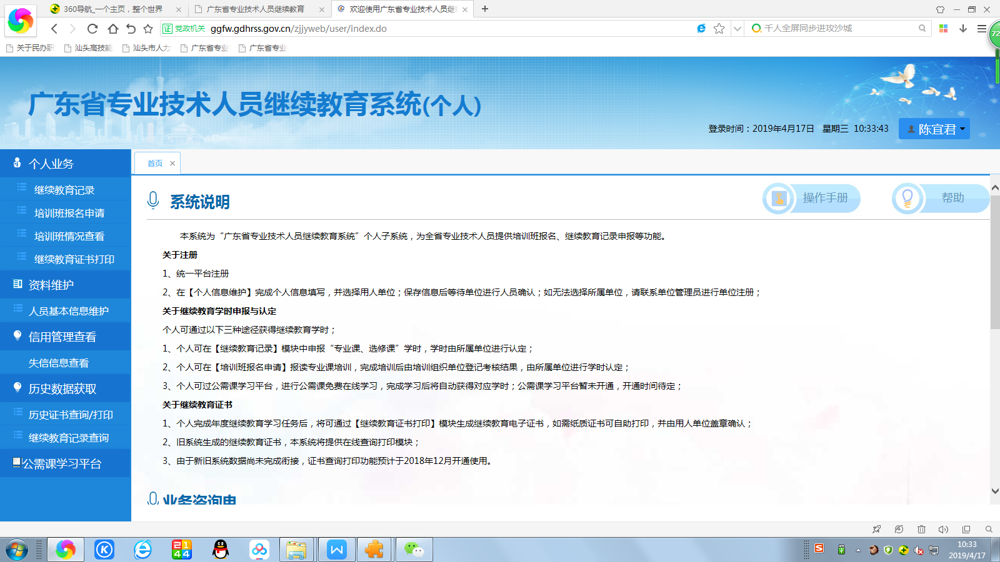 360导航_一个主页，整个世界
广东省专业技术人员继续教育
欢迎使用广东省专业技术人员继
证 党政机关 ggfw.gdhrss.gov.cn/zjjyweb/user/index.do
千人全屏同步进攻沙城
72
关于民办职
汕头高技能
汕头市人力
广东省专业
广东省专业
广东省专业技术人员继续教育系统(个人)
登录时间：2019年4月17日 星期三 10:33:43
陈宜君
个人业务
继续教育记录
培训班报名申请
培训班情况查看
继续教育证书打印
资料维护
人员基本信息维护
信用管理查看
失信信息查看
历史数据获取
历史证书查询/打印
继续教育记录查询
公需课学习平台
首页
系统说明
操作手册
帮助
本系统为“广东省专业技术人员继续教育系统”个人子系统，为全省专业技术人员提供培训班报名、继续教育记录申报等功能。
关于注册
1、统一平台注册
2、在【个人信息维护】完成个人信息填写，并选择用人单位；保存信息后等待单位进行人员确认；如无法选择所属单位，请联系单位管理员进行单位注册；
关于继续教育学时申报与认定
个人可通过以下三种途径获得继续教育学时；
1、个人可在【继续教育记录】模块中申报“专业课、选修课”学时，学时由所属单位进行认定；
2、个人可在【培训班报名申请】报读专业课培训，完成培训后由培训组织单位登记考核结果，由所属单位进行学时认定；
3、个人可过公需课学习平台，进行公需课免费在线学习，完成学习后将自动获得对应学时；公需课学习平台暂未开通，开通时间待定；
关于继续教育证书
1、个人完成年度继续教育学习任务后，将可通过【继续教育证书打印】模块生成继续教育电子证书，如需纸质证书可自助打印，并由用人单位盖章确认；
2、旧系统生成的继续教育证书，本系统将提供在线查询打印模块；
3、由于新旧系统数据尚未完成衔接，证书查询打印功能预计于2018年12月开通使用。
业务咨询电
10:33
2019/4/17